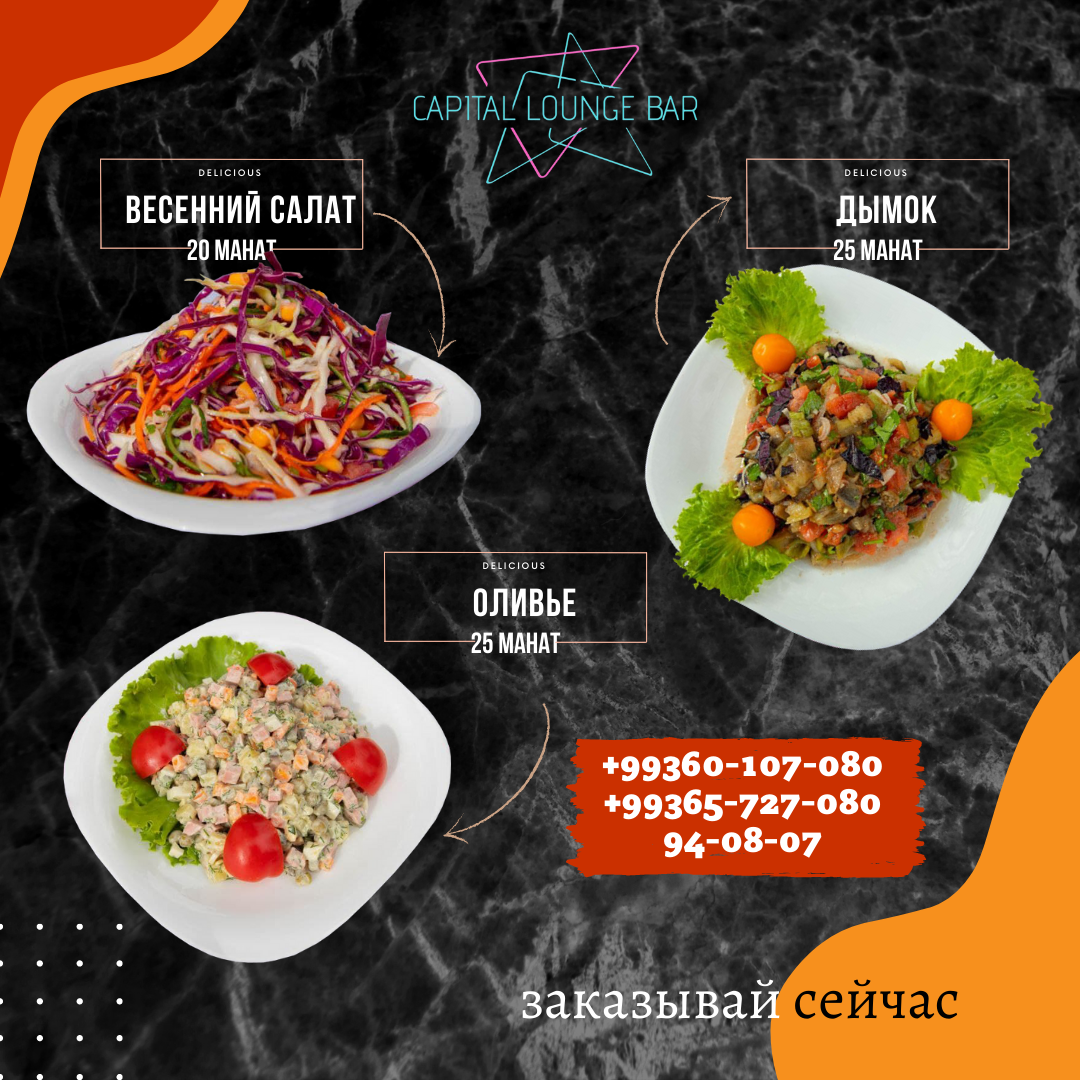 CAPITAL LOUNGE BAR
DELICIOUS
ВЕСЕННИЙ САЛАТ
20 МАНАТ
DELICIOUS
ДЫМОК
25 МАНАТ
DELICIOUS
ОЛИВЬЕ
25 МАНАТ
+99360-107-080
+99365-727-080
94-08-07
заказывай сейчас